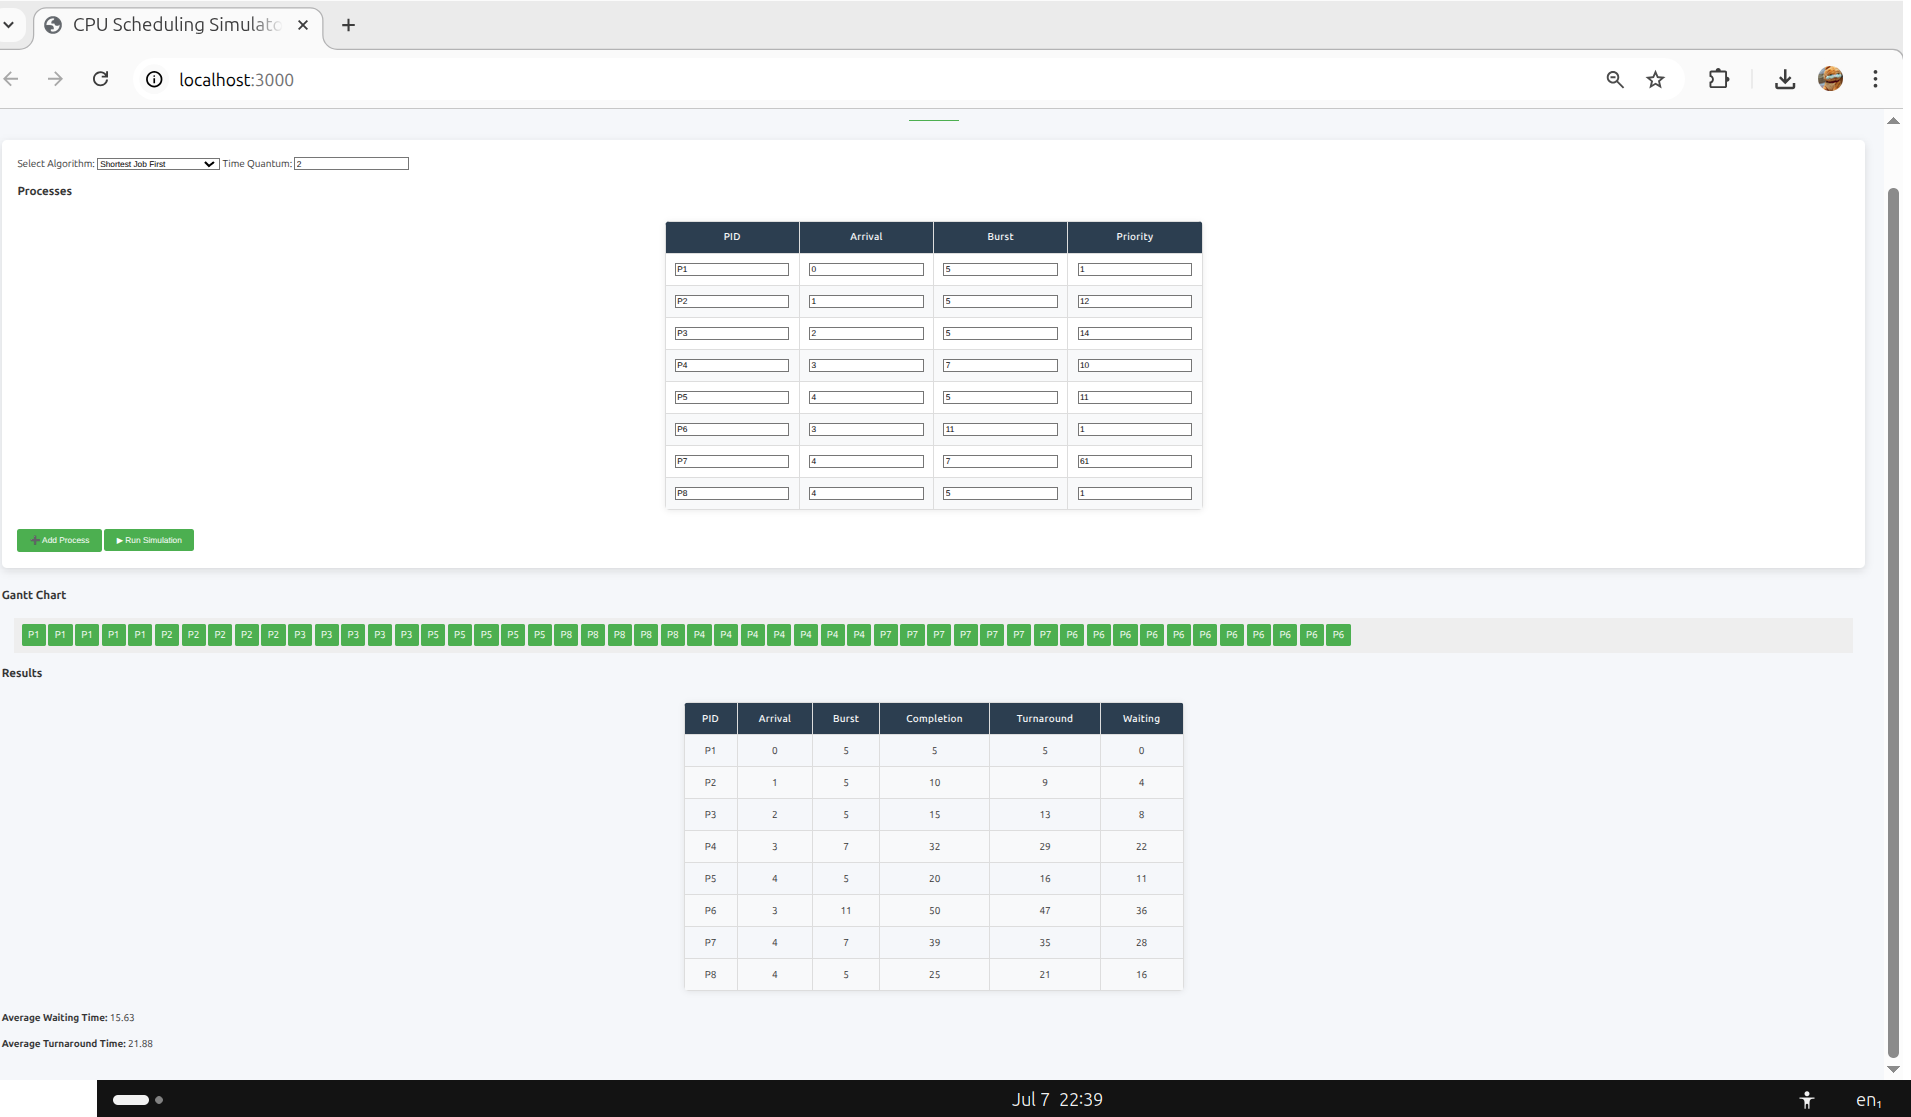 CPU Scheduling Simulato
localhost:3000
Select Algorithm: Shortest Job First Time Quantum: 2
Processes
PID Arrival Burst Priority
P1 0 5 1
P2 1 5 12
P3 2 5 14
P4 3 7 10
P5 4 5 11
P6 3 11 1
P7 4 7 61
P8 4 5 1
➕ Add Process ▶ Run Simulation
Gantt Chart
P1 P1 P1 P1 P1 P2 P2 P2 P2 P2 P3 P3 P3 P3 P3 P5 P5 P5 P5 P5 P8 P8 P8 P8 P8 P4 P4 P4 P4 P4 P4 P4 P7 P7 P7 P7 P7 P7 P7 P6 P6 P6 P6 P6 P6 P6 P6 P6 P6 P6
Results
PID Arrival Burst Completion Turnaround Waiting
P1 0 5 5 5 0
P2 1 5 10 9 4
P3 2 5 15 13 8
P4 3 7 32 29 22
P5 4 5 20 16 11
P6 3 11 50 47 36
P7 4 7 39 35 28
P8 4 5 25 21 16
Average Waiting Time: 15.63
Average Turnaround Time: 21.88
Jul 7 22:39
en₁